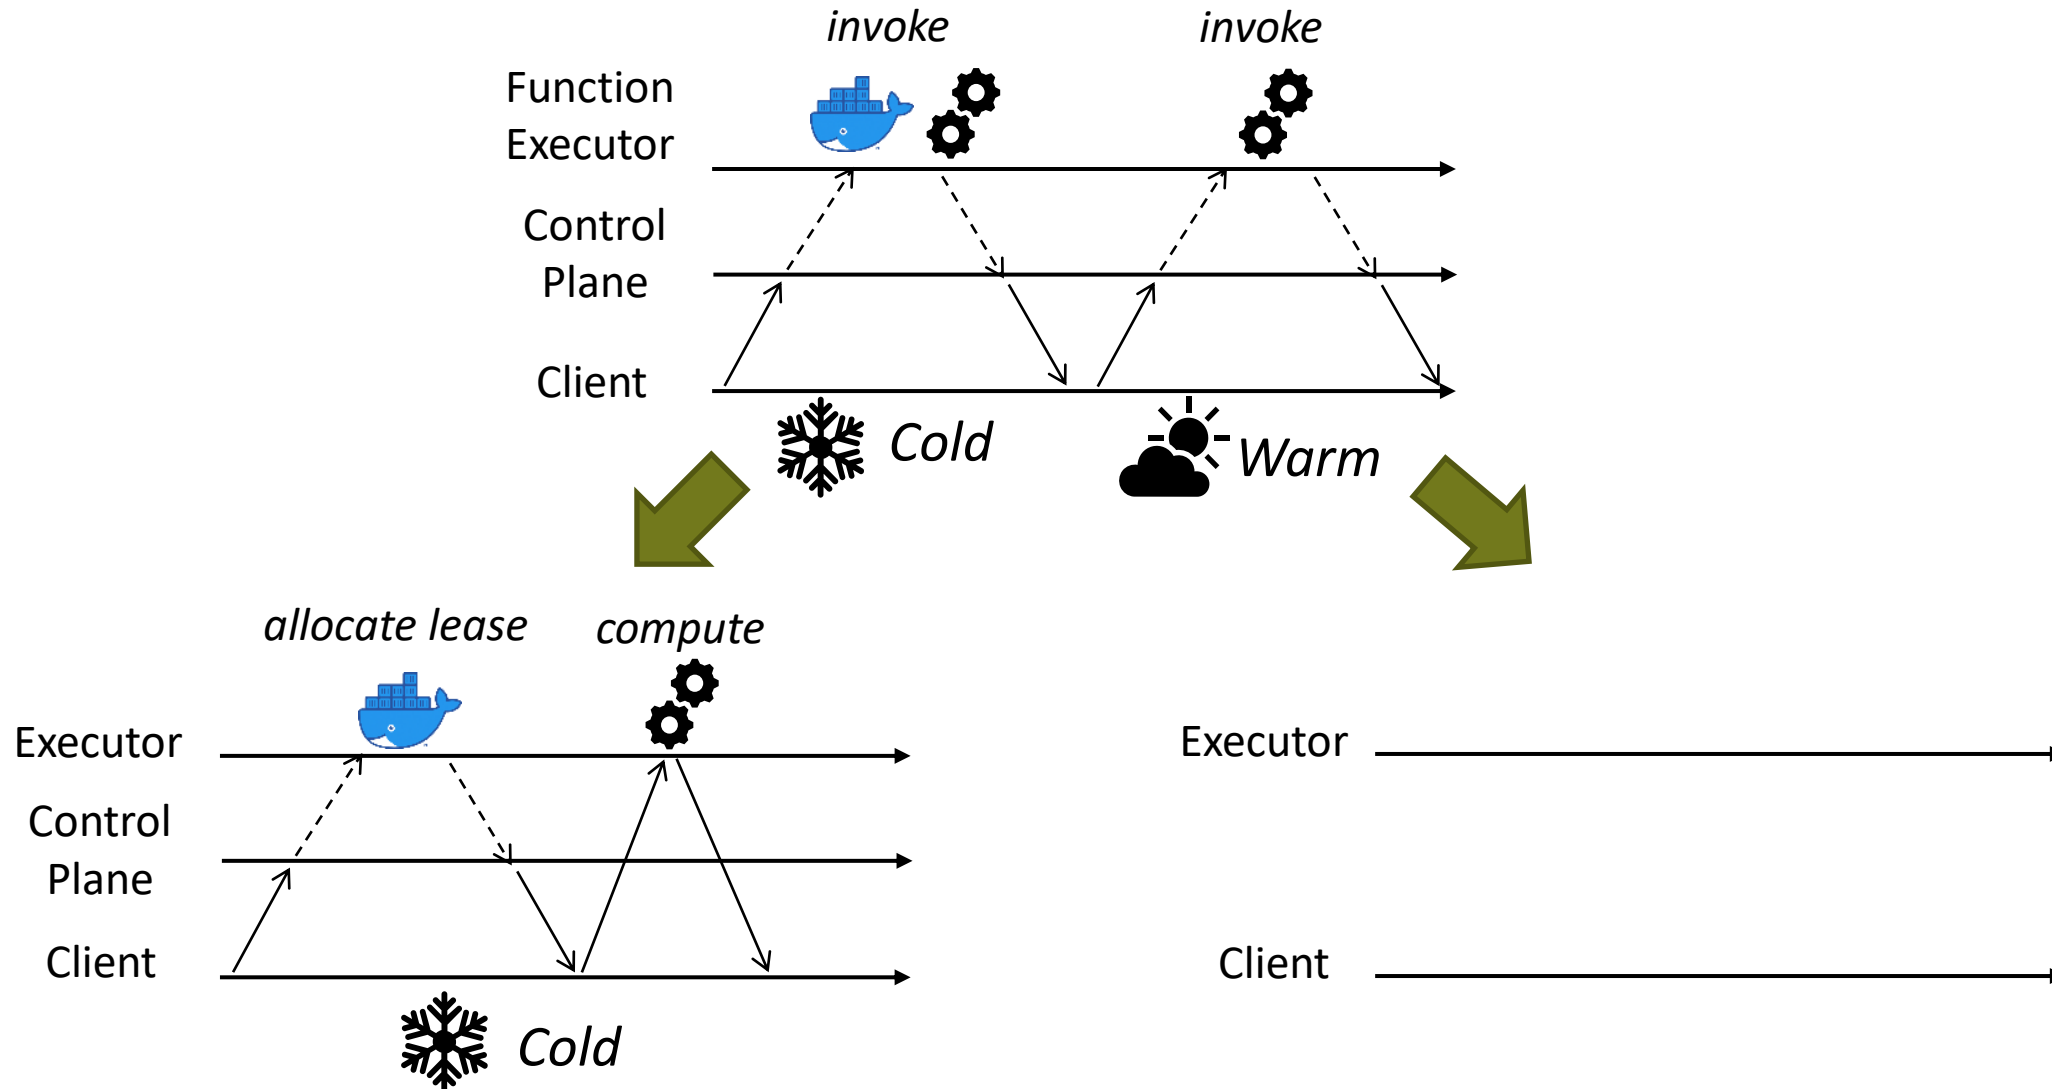 invoke
invoke
Function
Executor
Control
Plane
Client
Cold
Warm
allocate lease
compute
Executor
Control
Plane
Client
Cold
Executor
Client